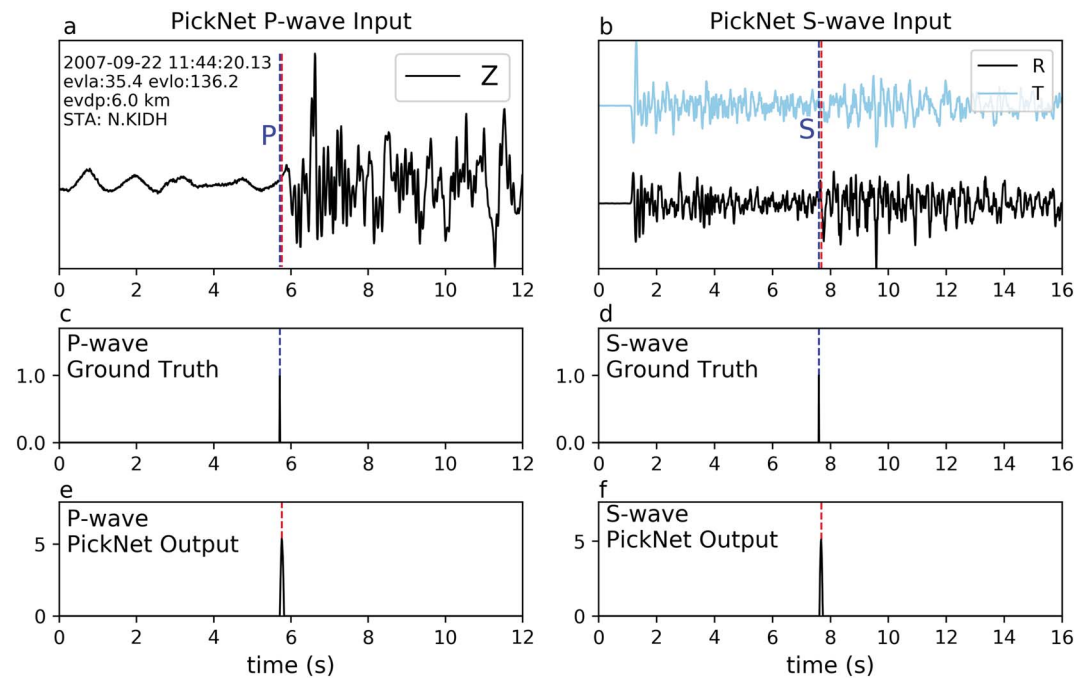 PickNet P-wave Input
a
2007-09-22 11:44:20.13
evla:35.4 evlo:136.2
evdp:6.0 km
STA: N.KIDH
Z
P
0 2 4 6 8 10 12
PickNet S-wave Input
b
R
T
S
0 2 4 6 8 10 12 14 16
c
P-wave
Ground Truth
1.0
0.0
0 2 4 6 8 10 12
d
S-wave
Ground Truth
1.0
0.0
0 2 4 6 8 10 12 14 16
e
P-wave
PickNet Output
5
0
0 2 4 6 8 10 12
time (s)
f
S-wave
PickNet Output
5
0
0 2 4 6 8 10 12 14 16
time (s)